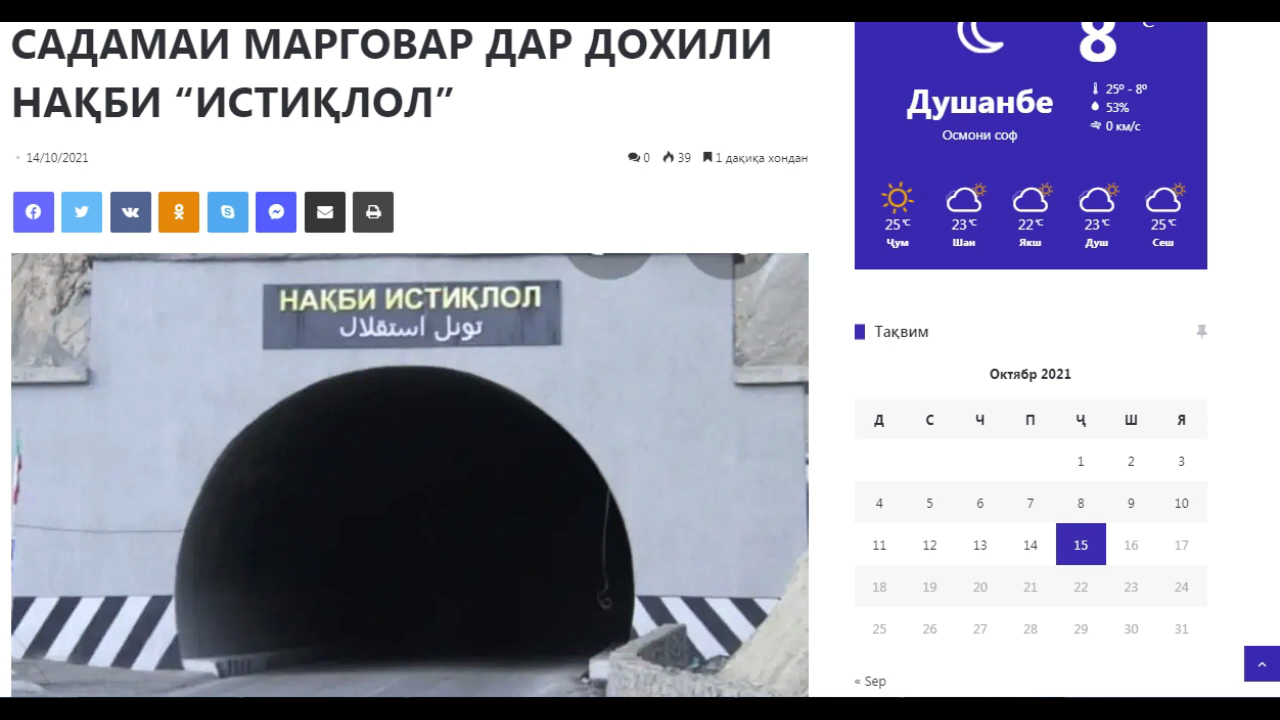 САДАМАИ МАРГОВАР ДАР ДОХИЛИ
НАҚБИ “ИСТИҚЛОЛ”
14/10/2021
0 39 1 дақиқа хондан
НАҚБИ ИСТИҚЛОЛ
تونل استقلال
8 °C
Душанбе
Осмони соф
25º - 8º
53%
0 км/с
25 ℃ 23 ℃ 22 ℃ 23 ℃ 25 ℃
Ҷум Шан Якш Душ Сеш
Тақвим
Октябр 2021
Д С Ч П Ҷ Ш Я
1 2 3
4 5 6 7 8 9 10
11 12 13 14 15 16 17
18 19 20 21 22 23 24
25 26 27 28 29 30 31
« Sep